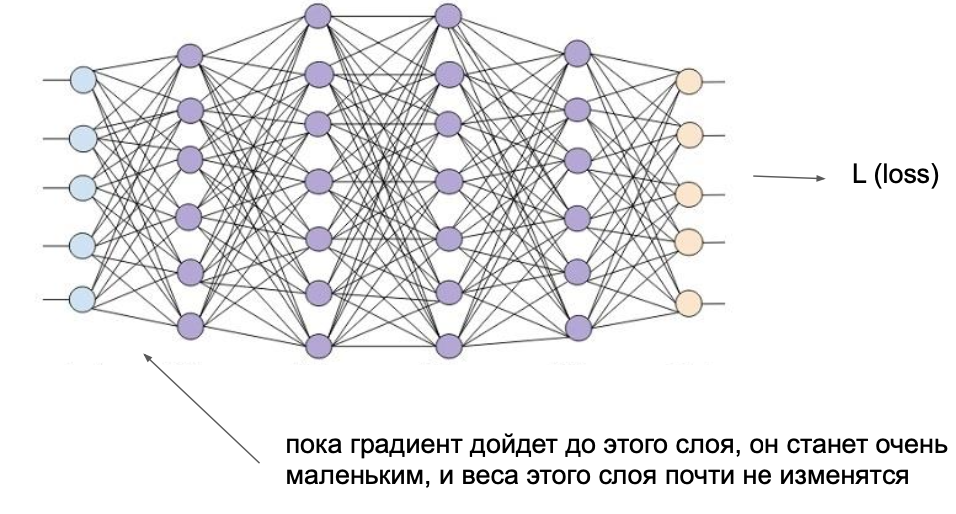 L (loss)
пока градиент дойдет до этого слоя, он станет очень
маленьким, и веса этого слоя почти не изменятся